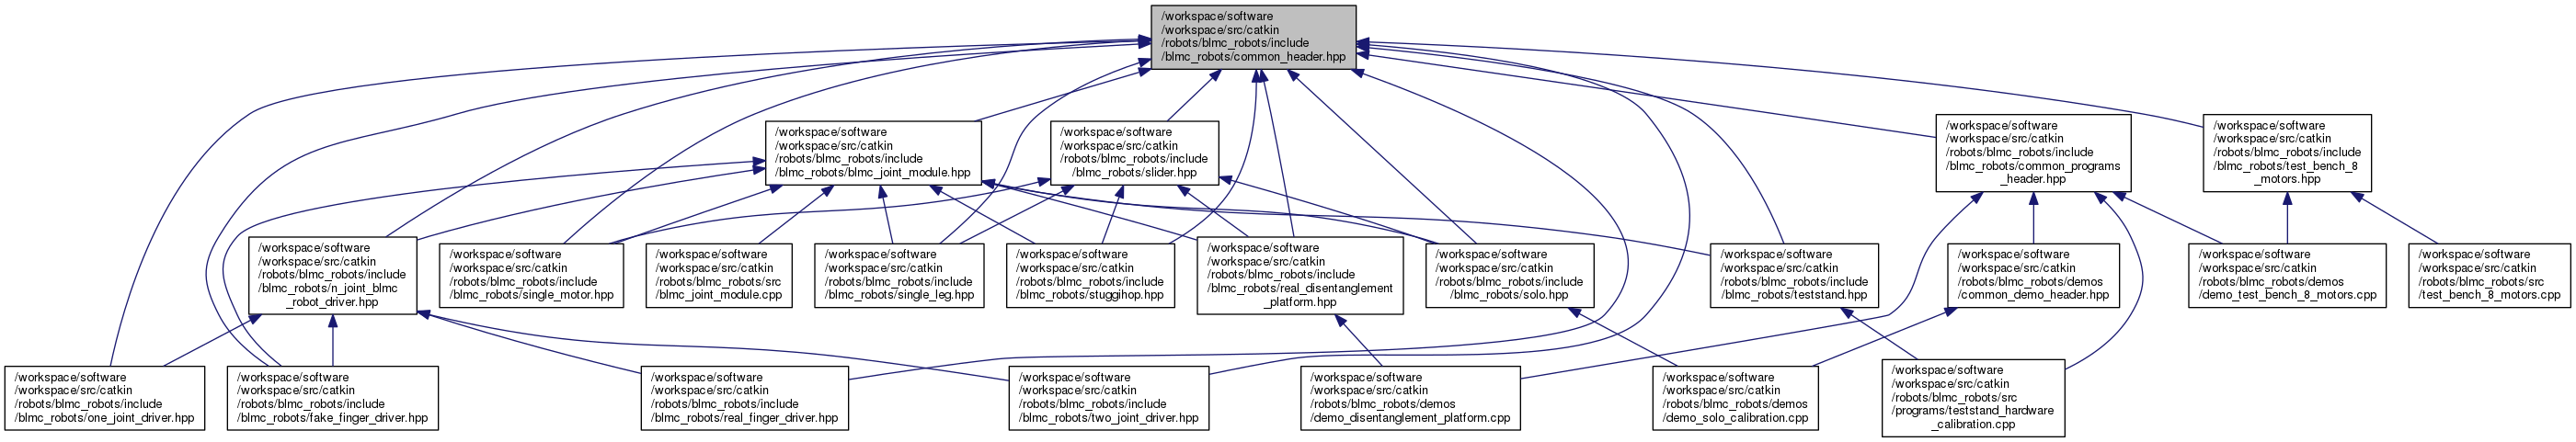 /workspace/software
/workspace/src/catkin
/robots/blmc_robots/include
/blmc_robots/common_header.hpp
/workspace/software
/workspace/src/catkin
/robots/blmc_robots/include
/blmc_robots/blmc_joint_module.hpp
/workspace/software
/workspace/src/catkin
/robots/blmc_robots/include
/blmc_robots/slider.hpp
/workspace/software
/workspace/src/catkin
/robots/blmc_robots/include
/blmc_robots/common_programs
_header.hpp
/workspace/software
/workspace/src/catkin
/robots/blmc_robots/include
/blmc_robots/test_bench_8
_motors.hpp
/workspace/software
/workspace/src/catkin
/robots/blmc_robots/include
/blmc_robots/n_joint_blmc
_robot_driver.hpp
/workspace/software
/workspace/src/catkin
/robots/blmc_robots/include
/blmc_robots/single_motor.hpp
/workspace/software
/workspace/src/catkin
/robots/blmc_robots/src
/blmc_joint_module.cpp
/workspace/software
/workspace/src/catkin
/robots/blmc_robots/include
/blmc_robots/single_leg.hpp
/workspace/software
/workspace/src/catkin
/robots/blmc_robots/include
/blmc_robots/stuggihop.hpp
/workspace/software
/workspace/src/catkin
/robots/blmc_robots/include
/blmc_robots/real_disentanglement
_platform.hpp
/workspace/software
/workspace/src/catkin
/robots/blmc_robots/include
/blmc_robots/solo.hpp
/workspace/software
/workspace/src/catkin
/robots/blmc_robots/include
/blmc_robots/teststand.hpp
/workspace/software
/workspace/src/catkin
/robots/blmc_robots/demos
/common_demo_header.hpp
/workspace/software
/workspace/src/catkin
/robots/blmc_robots/demos
/demo_test_bench_8_motors.cpp
/workspace/software
/workspace/src/catkin
/robots/blmc_robots/src
/test_bench_8_motors.cpp
/workspace/software
/workspace/src/catkin
/robots/blmc_robots/include
/blmc_robots/one_joint_driver.hpp
/workspace/software
/workspace/src/catkin
/robots/blmc_robots/include
/blmc_robots/fake_finger_driver.hpp
/workspace/software
/workspace/src/catkin
/robots/blmc_robots/include
/blmc_robots/real_finger_driver.hpp
/workspace/software
/workspace/src/catkin
/robots/blmc_robots/include
/blmc_robots/two_joint_driver.hpp
/workspace/software
/workspace/src/catkin
/robots/blmc_robots/demos
/demo_disentanglement_platform.cpp
/workspace/software
/workspace/src/catkin
/robots/blmc_robots/demos
/demo_solo_calibration.cpp
/workspace/software
/workspace/src/catkin
/robots/blmc_robots/src
/programs/teststand_hardware
_calibration.cpp